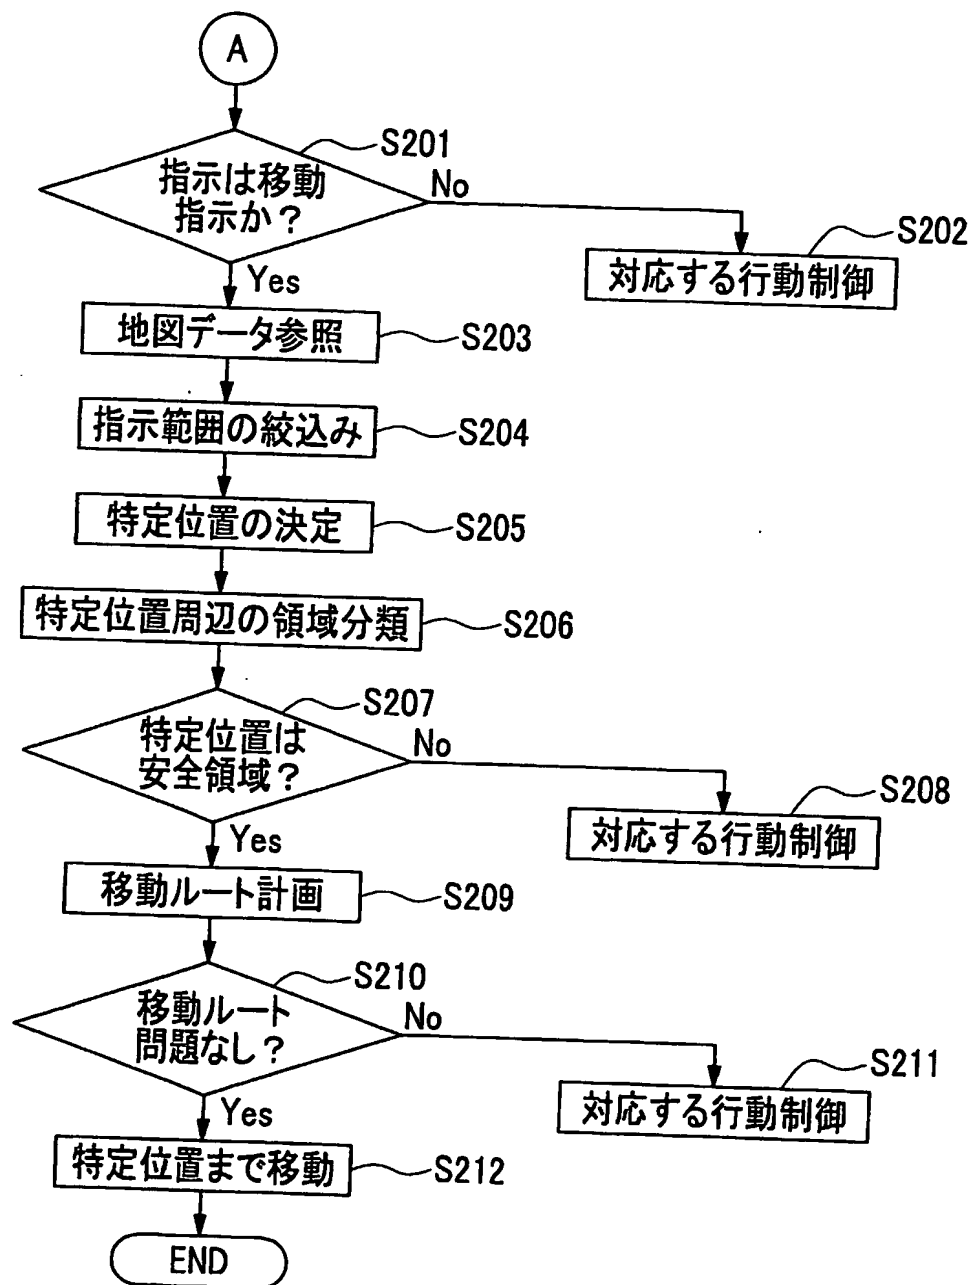 A
S201
指示は移動
指示か？
No
S202
対応する行動制御
Yes
地図データ参照
S203
指示範囲の絞込み
S204
特定位置の決定
S205
特定位置周辺の領域分類
S206
S207
特定位置は
安全領域？
No
S208
対応する行動制御
Yes
移動ルート計画
S209
S210
移動ルート
問題なし？
No
S211
対応する行動制御
Yes
特定位置まで移動
S212
END